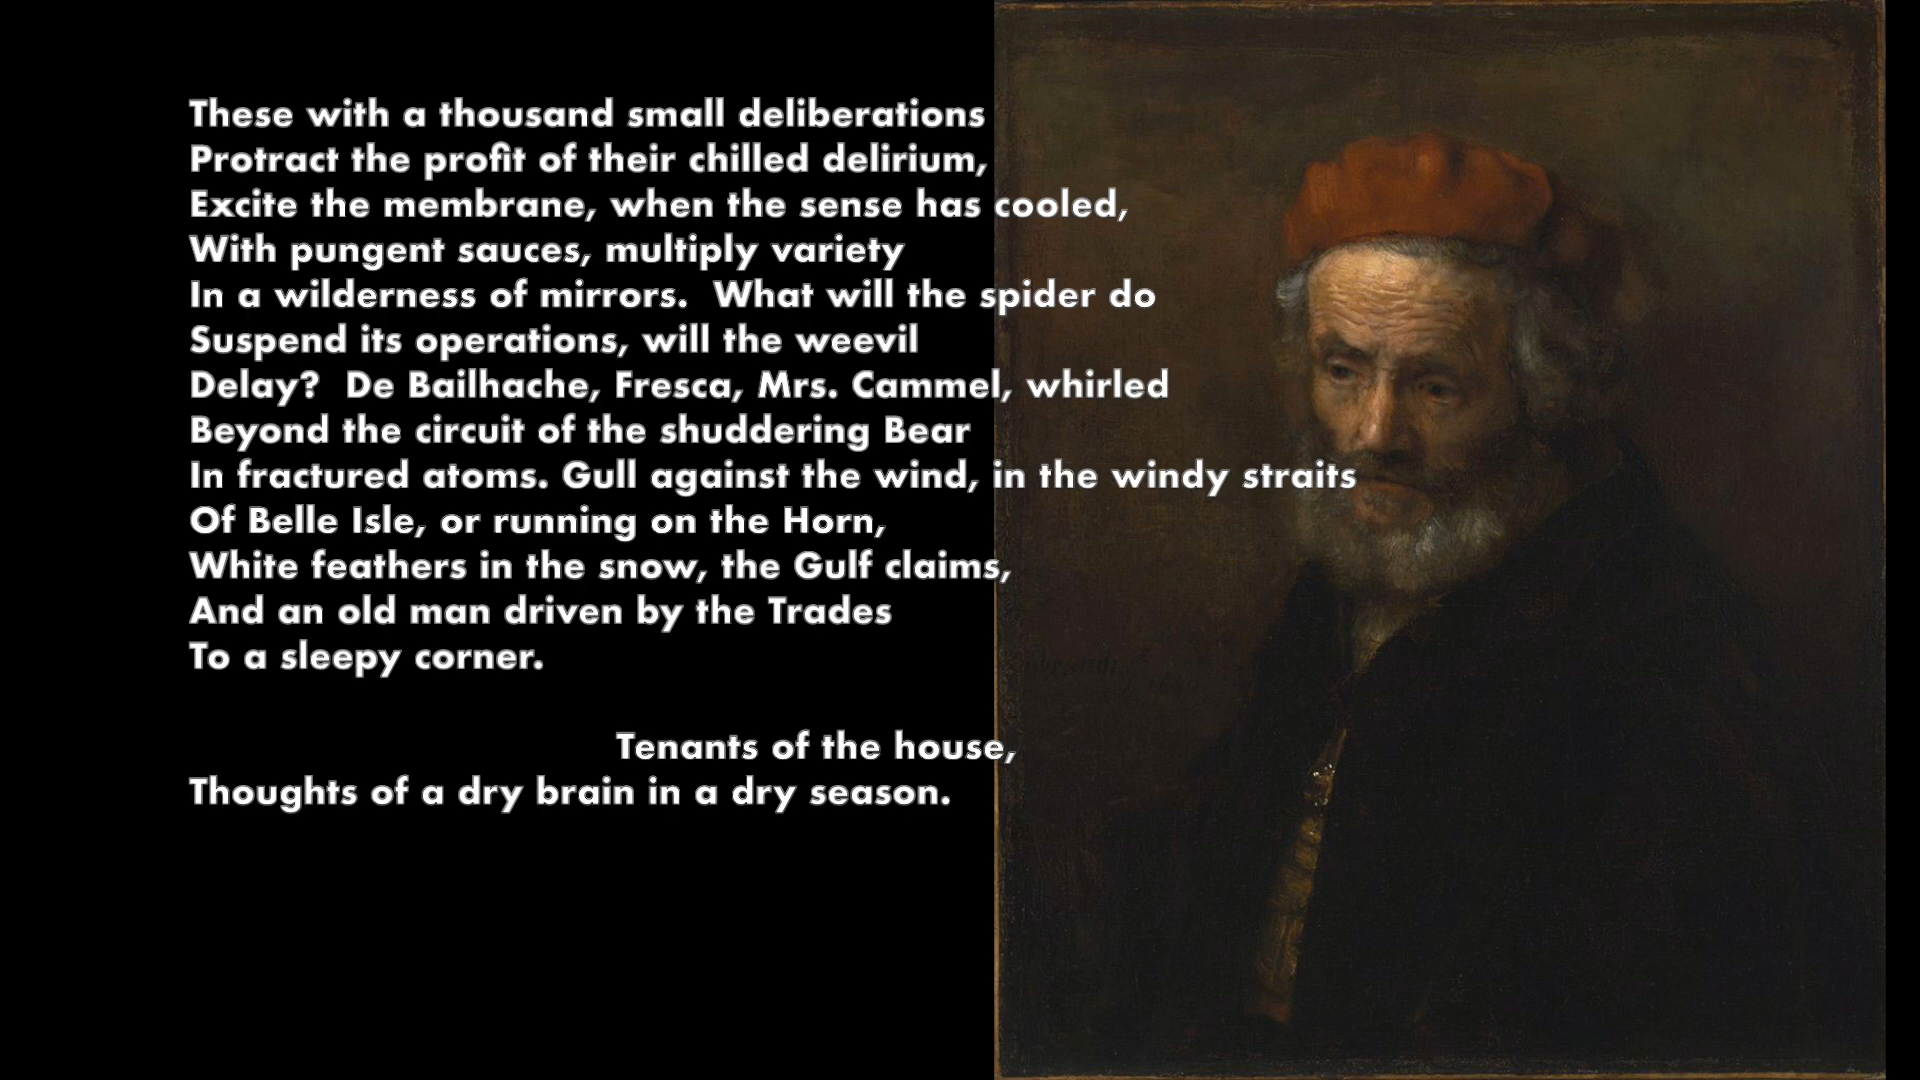 These with a thousand small deliberations
Protract the profit of their chilled delirium,
Excite the membrane, when the sense has cooled,
With pungent sauces, multiply variety
In a wilderness of mirrors.  What will the spider do
Suspend its operations, will the weevil
Delay?  De Bailhache, Fresca, Mrs. Cammel, whirled
Beyond the circuit of the shuddering Bear
In fractured atoms. Gull against the wind, in the windy straits
Of Belle Isle, or running on the Horn,
White feathers in the snow, the Gulf claims,
And an old man driven by the Trades
To a sleepy corner.
Tenants of the house,
Thoughts of a dry brain in a dry season.